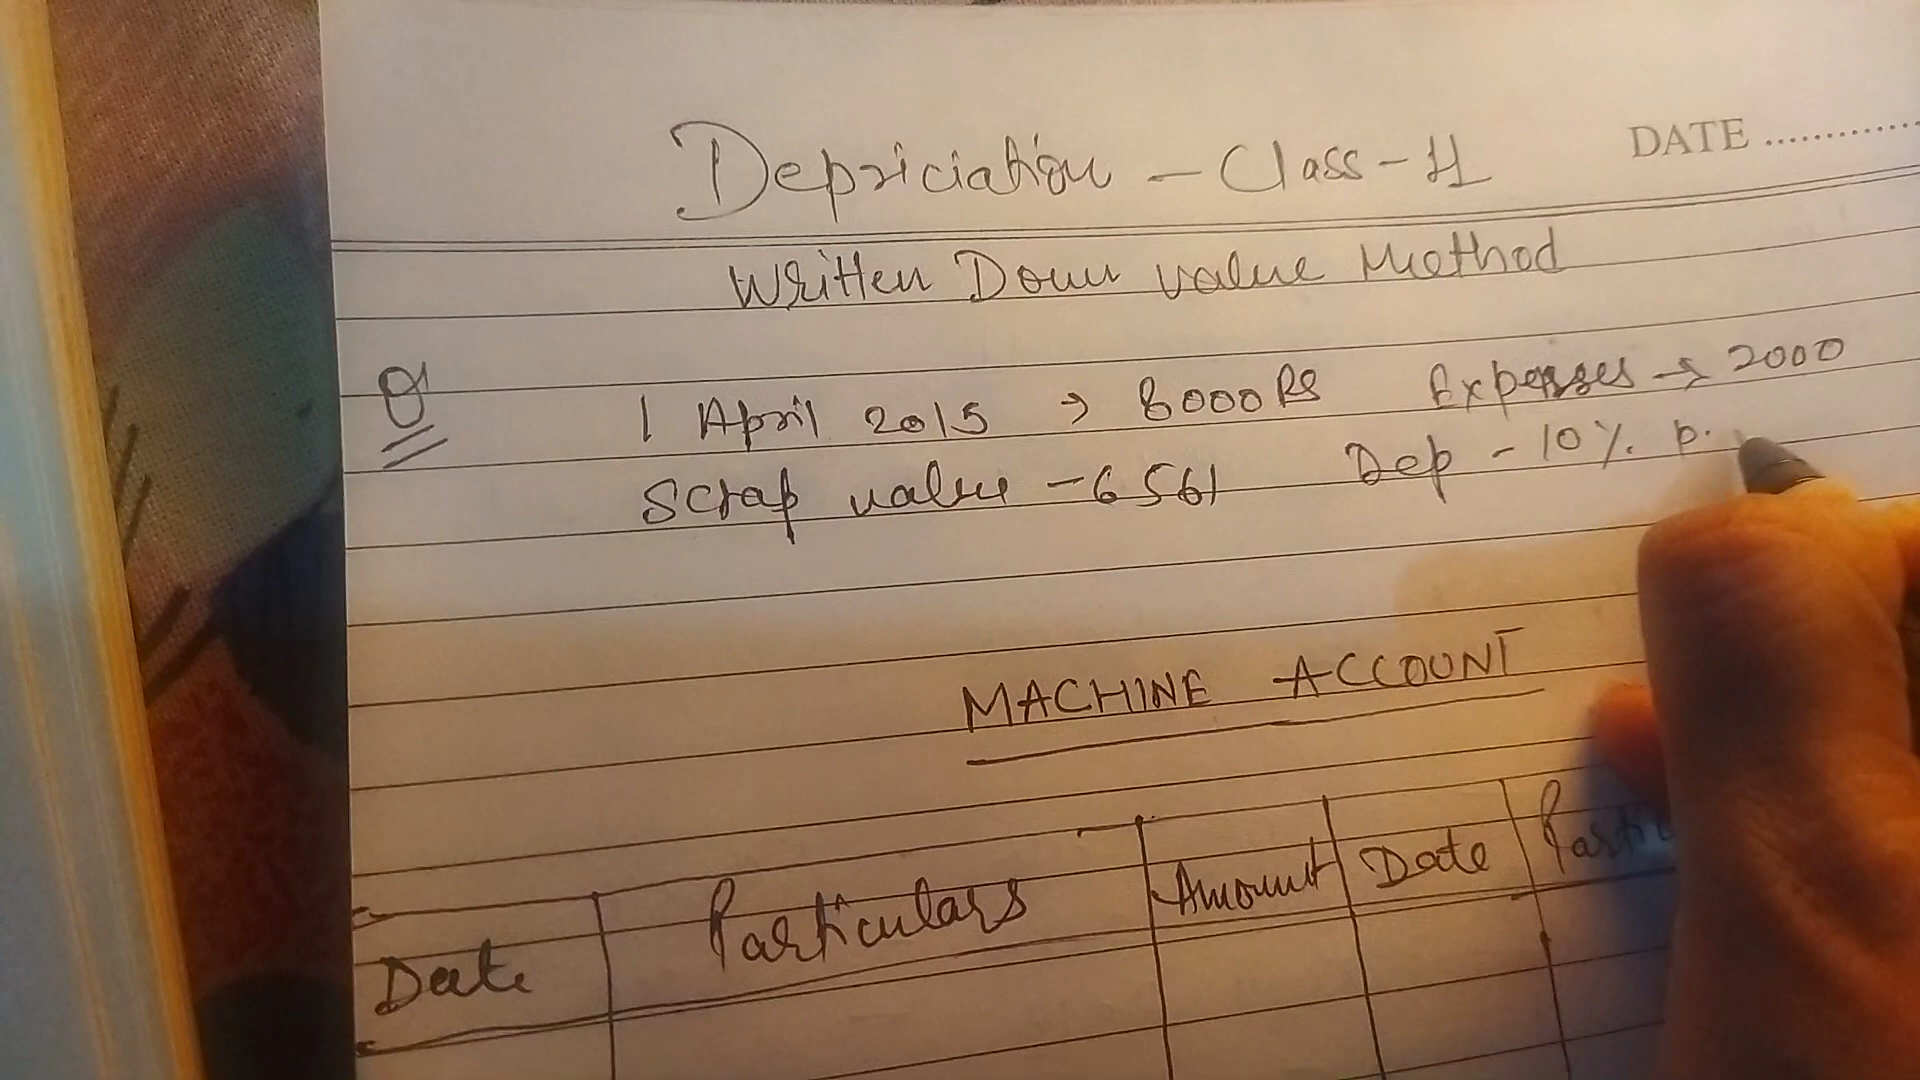 Depriciation - Class - 11
DATE ..............
Written Down value Method
Q
1 April 2015 → 8000 Rs Expenses → 2000
Scrap value - 6561 Dep - 10% p.
MACHINE ACCOUNT
Date Particulars Amount Date